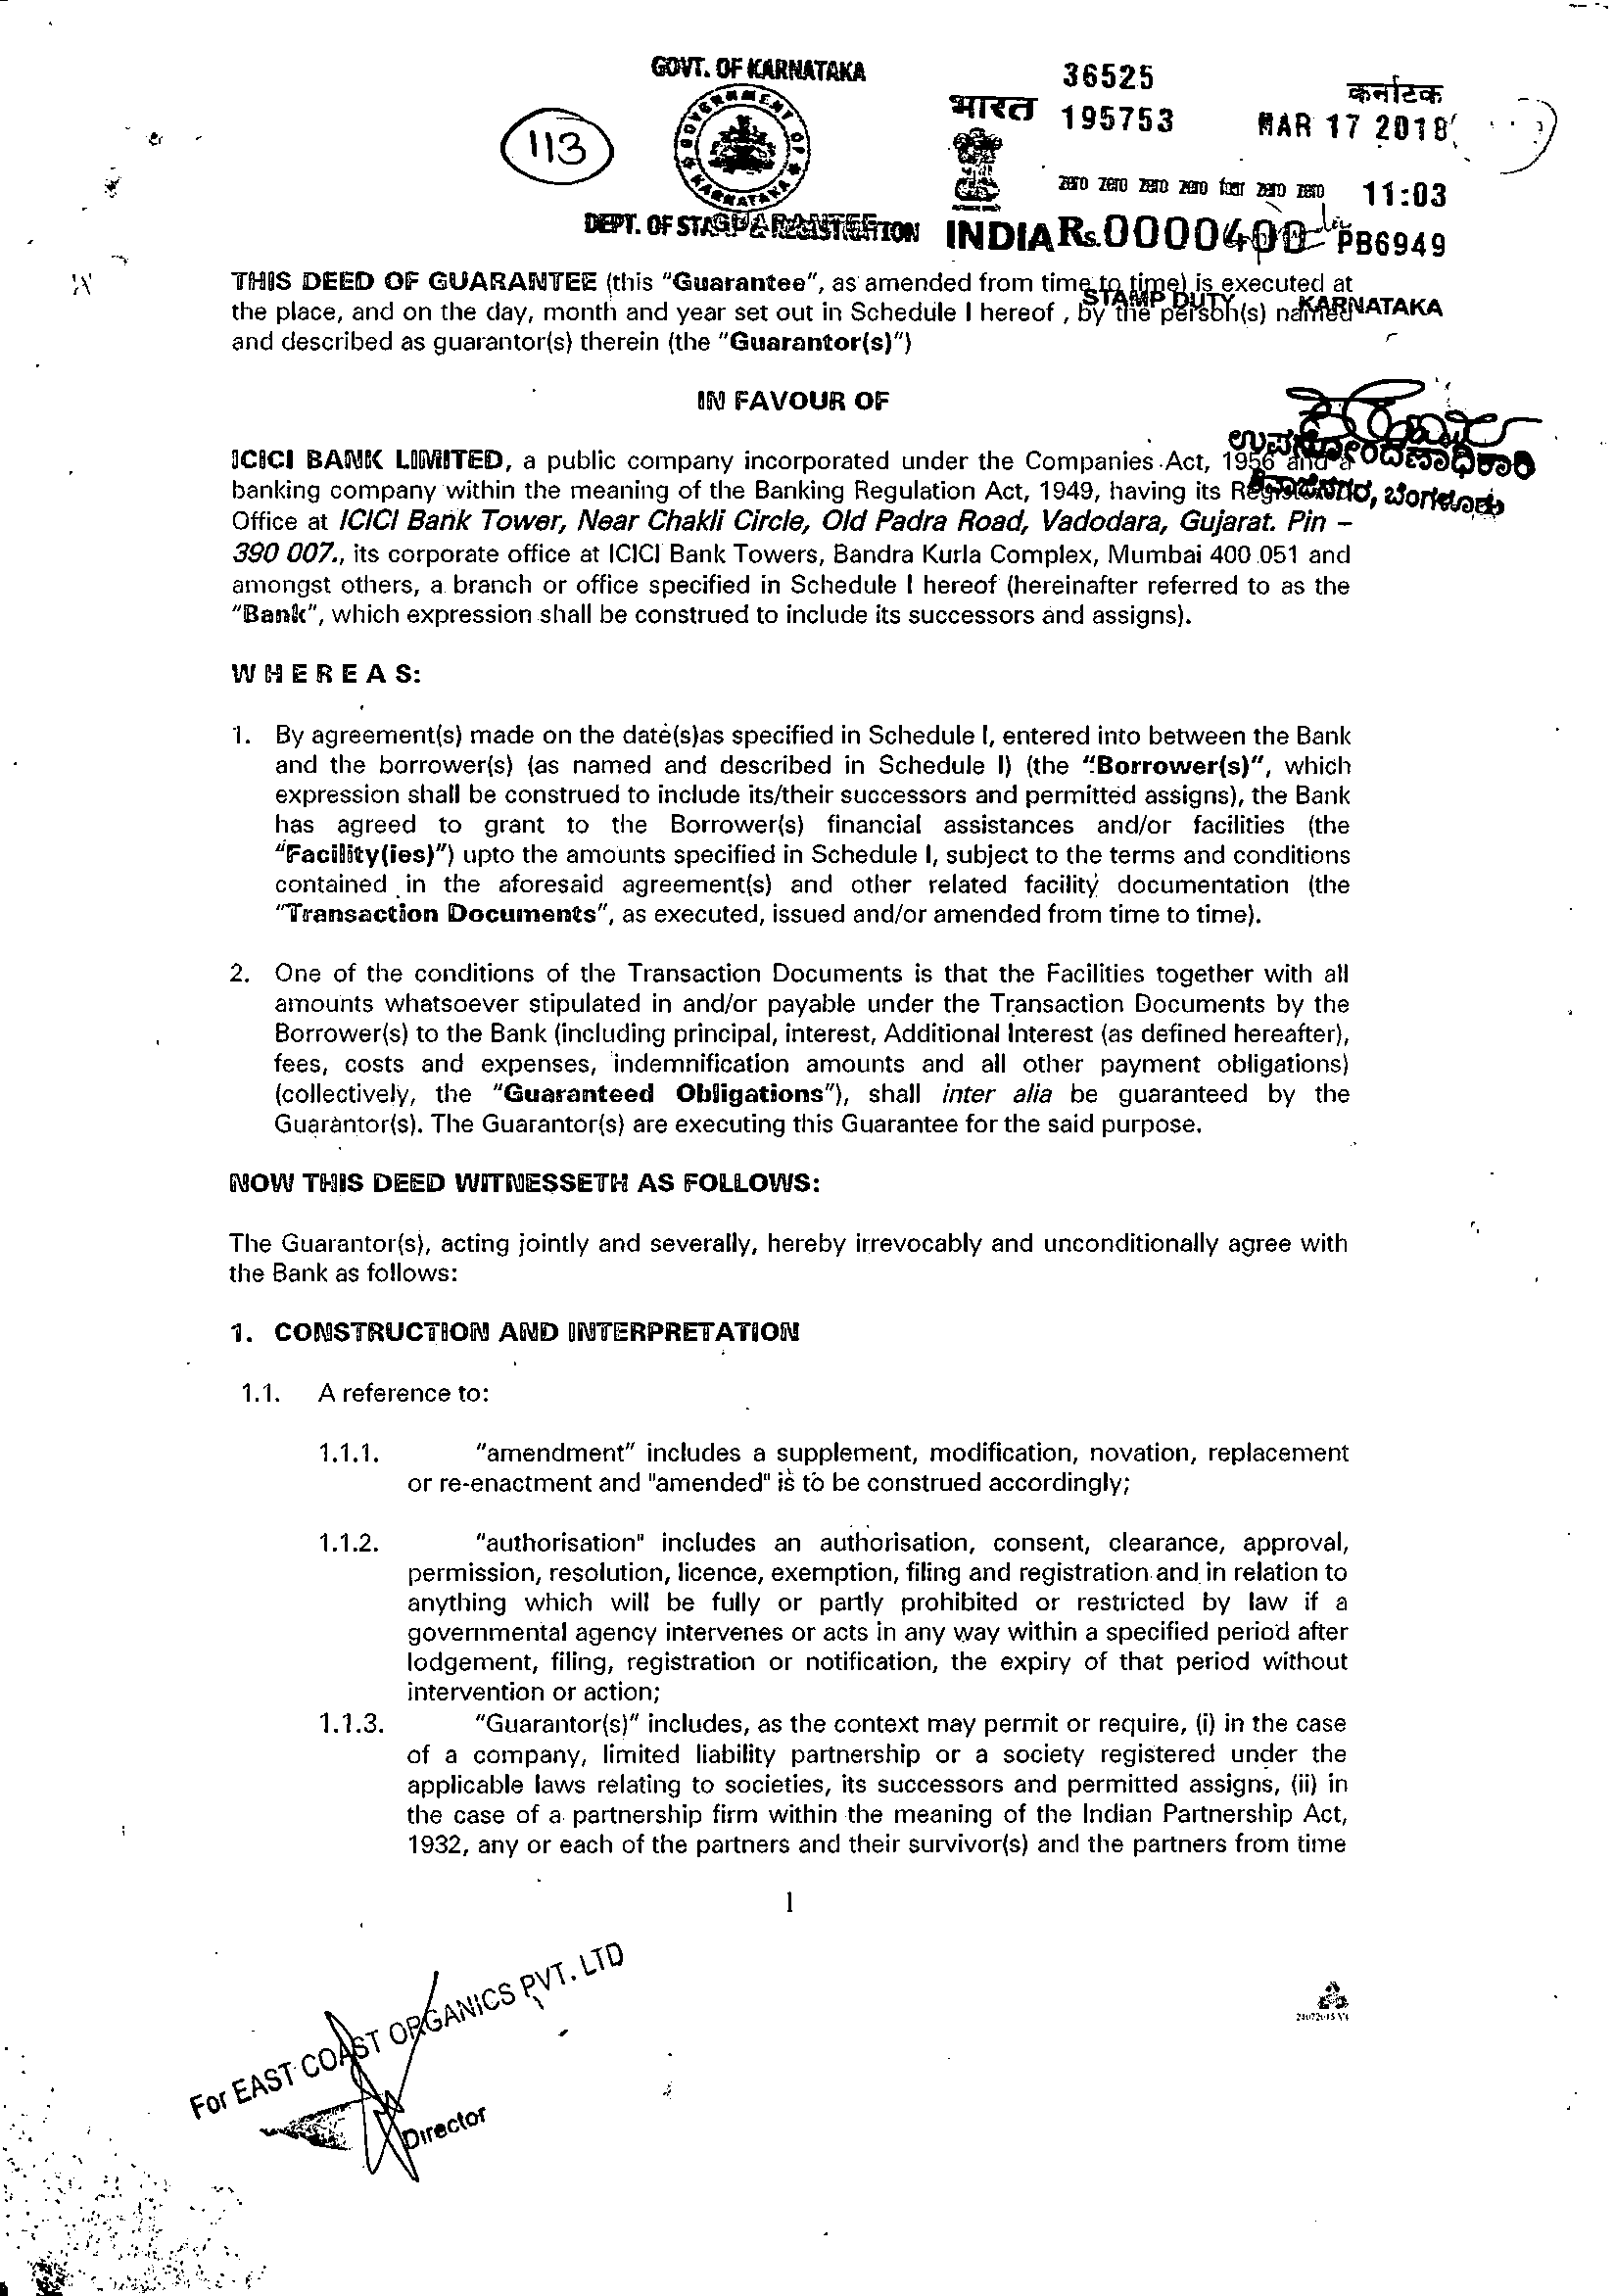 GOVT. OF KARNATAKA
GOVERNMENT OF KARNATAKA
DEPT. OF STAMPS & REGISTRATION
113
भारत
36525
195753
कर्नाटक
MAR 17 2018
zero zero zero zero four zero zero
11:03
INDIA Rs.0000400 PB6949
STAMP DUTY KARNATAKA
GUARANTEE
THIS DEED OF GUARANTEE (this "Guarantee", as amended from time to time) is executed at
the place, and on the day, month and year set out in Schedule I hereof , by the person(s) named
and described as guarantor(s) therein (the "Guarantor(s)")
IN FAVOUR OF
ಉಪನೋಂದಣಾಧಿಕಾರಿ
ಶಿವಾಜಿನಗರ, ಬೆಂಗಳೂರು
ICICI BANK LIMITED, a public company incorporated under the Companies Act, 1956 and a
banking company within the meaning of the Banking Regulation Act, 1949, having its Registered
Office at ICICI Bank Tower, Near Chakli Circle, Old Padra Road, Vadodara, Gujarat. Pin –
390 007., its corporate office at ICICI Bank Towers, Bandra Kurla Complex, Mumbai 400 051 and
amongst others, a branch or office specified in Schedule I hereof (hereinafter referred to as the
"Bank", which expression shall be construed to include its successors and assigns).
W H E R E A S:
1. By agreement(s) made on the date(s)as specified in Schedule I, entered into between the Bank
and the borrower(s) (as named and described in Schedule I) (the "Borrower(s)", which
expression shall be construed to include its/their successors and permitted assigns), the Bank
has agreed to grant to the Borrower(s) financial assistances and/or facilities (the
"Facility(ies)") upto the amounts specified in Schedule I, subject to the terms and conditions
contained in the aforesaid agreement(s) and other related facility documentation (the
"Transaction Documents", as executed, issued and/or amended from time to time).
2. One of the conditions of the Transaction Documents is that the Facilities together with all
amounts whatsoever stipulated in and/or payable under the Transaction Documents by the
Borrower(s) to the Bank (including principal, interest, Additional Interest (as defined hereafter),
fees, costs and expenses, indemnification amounts and all other payment obligations)
(collectively, the "Guaranteed Obligations"), shall inter alia be guaranteed by the
Guarantor(s). The Guarantor(s) are executing this Guarantee for the said purpose.
NOW THIS DEED WITNESSETH AS FOLLOWS:
The Guarantor(s), acting jointly and severally, hereby irrevocably and unconditionally agree with
the Bank as follows:
1. CONSTRUCTION AND INTERPRETATION
1.1. A reference to:
1.1.1. "amendment" includes a supplement, modification, novation, replacement
or re-enactment and "amended" is to be construed accordingly;
1.1.2. "authorisation" includes an authorisation, consent, clearance, approval,
permission, resolution, licence, exemption, filing and registration and in relation to
anything which will be fully or partly prohibited or restricted by law if a
governmental agency intervenes or acts in any way within a specified period after
lodgement, filing, registration or notification, the expiry of that period without
intervention or action;
1.1.3. "Guarantor(s)" includes, as the context may permit or require, (i) in the case
of a company, limited liability partnership or a society registered under the
applicable laws relating to societies, its successors and permitted assigns, (ii) in
the case of a partnership firm within the meaning of the Indian Partnership Act,
1932, any or each of the partners and their survivor(s) and the partners from time
1
For EAST COAST ORGANICS PVT. LTD
Director